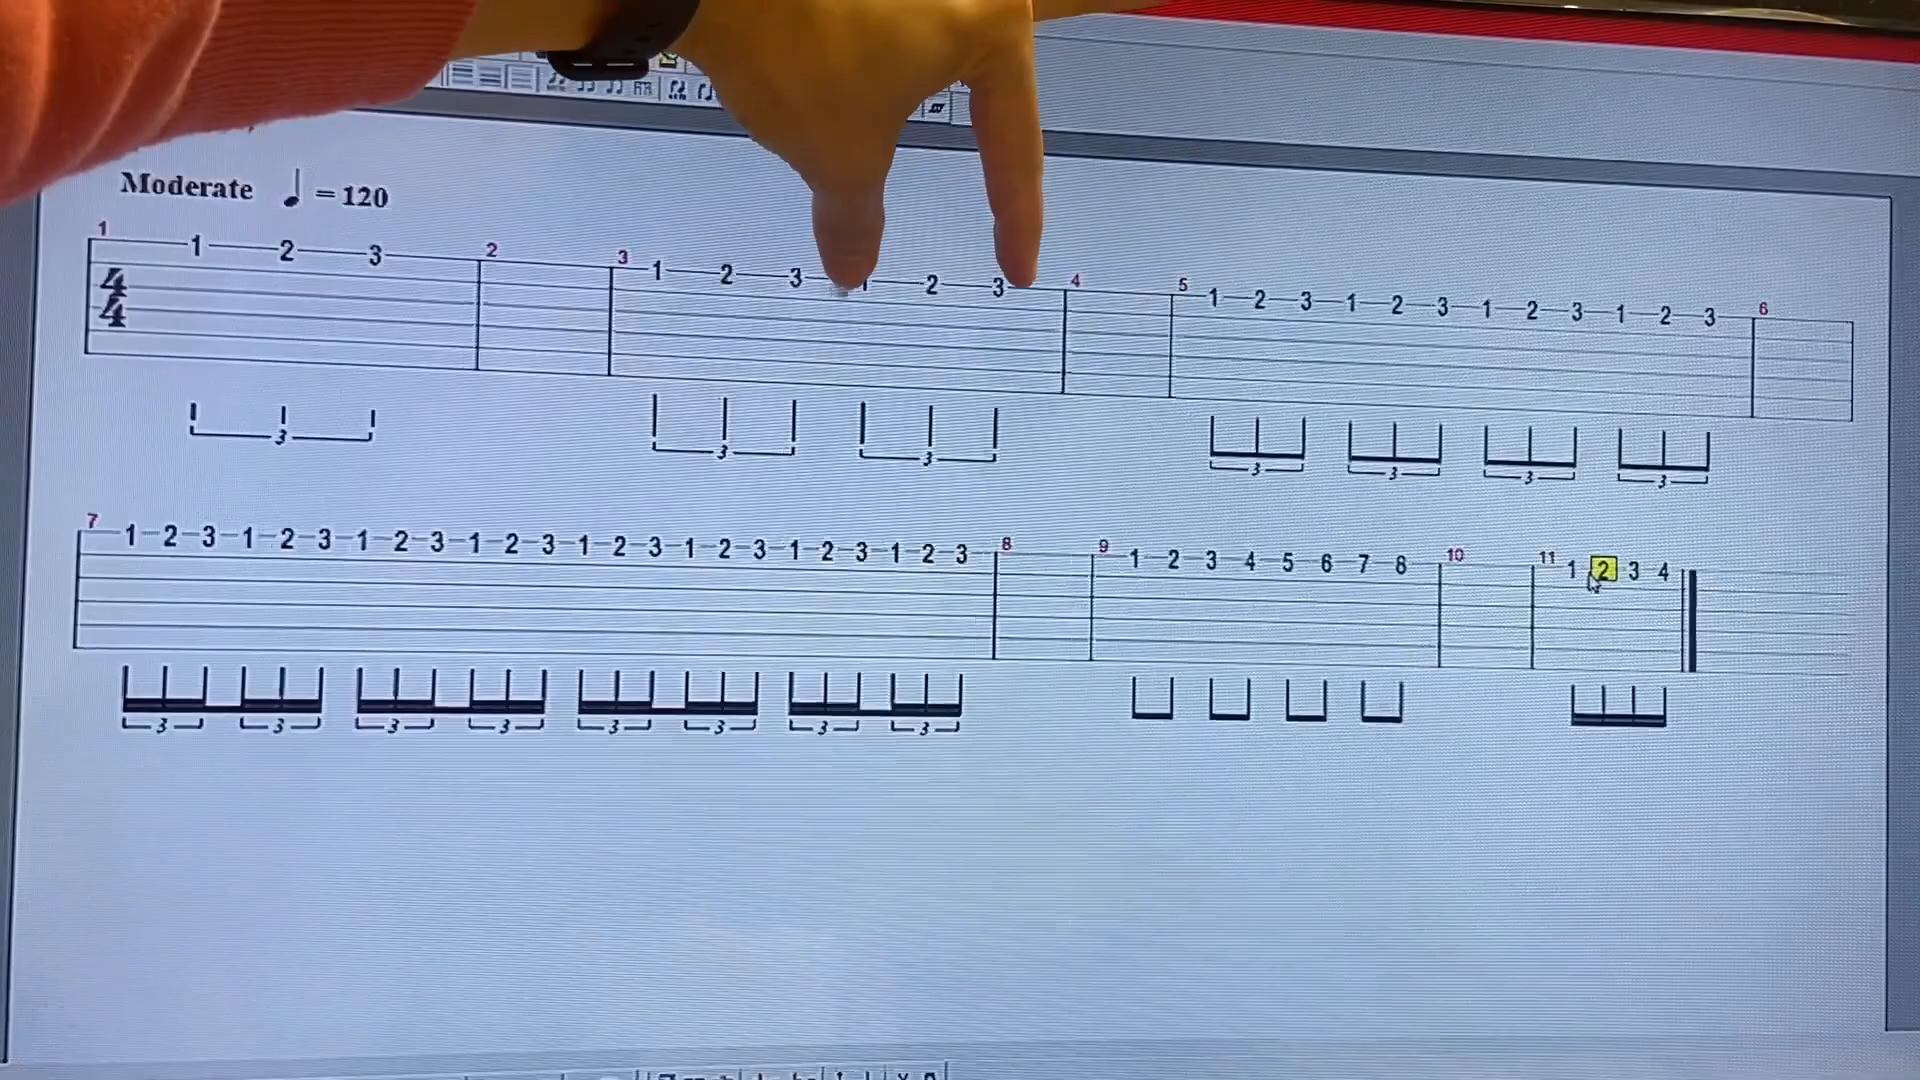 Moderate ♩ = 120
1 2 3 4 5 6
4
4
1 2 3 1 2 3 2 3 1 2 3 1 2 3 1 2 3 1 2 3
3 3 3 3 3 3 3
7 8 9 10 11
1 2 3 1 2 3 1 2 3 1 2 3 1 2 3 1 2 3 1 2 3 1 2 3 1 2 3 4 5 6 7 8 1 2 3 4
3 3 3 3 3 3 3 3